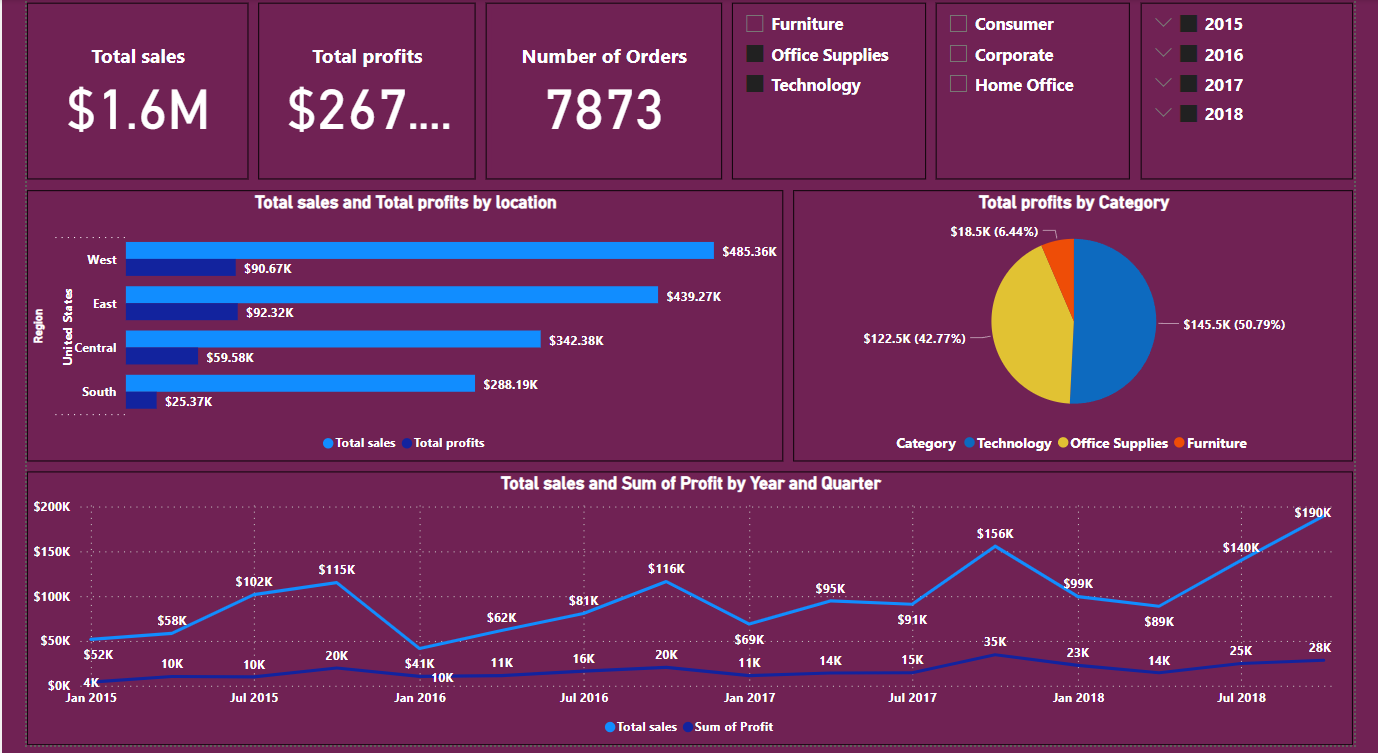 Total sales
$1.6M
Total profits
$267....
Number of Orders
7873
Furniture
Office Supplies
Technology
Consumer
Corporate
Home Office
2015
2016
2017
2018
Total sales and Total profits by location
Region
United States
West
$485.36K
$90.67K
East
$439.27K
$92.32K
Central
$342.38K
$59.58K
South
$288.19K
$25.37K
Total sales Total profits
Total profits by Category
$18.5K (6.44%)
$145.5K (50.79%)
$122.5K (42.77%)
Category Technology Office Supplies Furniture
Total sales and Sum of Profit by Year and Quarter
$200K
$150K
$100K
$50K
$0K
$52K
$58K
$102K
$115K
$41K
$62K
$81K
$116K
$69K
$95K
$91K
$156K
$99K
$89K
$140K
$190K
4K
10K
10K
20K
10K
11K
16K
20K
11K
14K
15K
35K
23K
14K
25K
28K
Jan 2015 Jul 2015 Jan 2016 Jul 2016 Jan 2017 Jul 2017 Jan 2018 Jul 2018
Total sales Sum of Profit